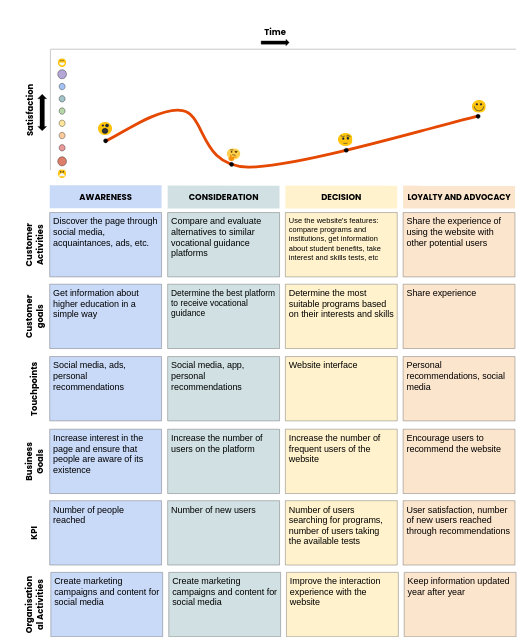 Time
Satisfaction
AWARENESS
CONSIDERATION
DECISION
LOYALTY AND ADVOCACY
Customer
Activities
Discover the page through
social media,
acquaintances, ads, etc.
Compare and evaluate
alternatives to similar
vocational guidance
platforms
Use the website's features:
compare programs and
institutions, get information
about student benefits, take
interest and skills tests, etc
Share the experience of
using the website with
other potential users
Customer
goals
Get information about
higher education in a
simple way
Determine the best platform
to receive vocational
guidance
Determine the most
suitable programs based
on their interests and skills
Share experience
Touchpoints
Social media, ads,
personal
recommendations
Social media, app,
personal
recommendations
Website interface
Personal
recommendations, social
media
Business
Goals
Increase interest in the
page and ensure that
people are aware of its
existence
Increase the number of
users on the platform
Increase the number of
frequent users of the
website
Encourage users to
recommend the website
KPI
Number of people
reached
Number of new users
Number of users
searching for programs,
number of users taking
the available tests
User satisfaction, number
of new users reached
through recommendations
Organisation
al Activities
Create marketing
campaigns and content for
social media
Create marketing
campaigns and content for
social media
Improve the interaction
experience with the
website
Keep information updated
year after year